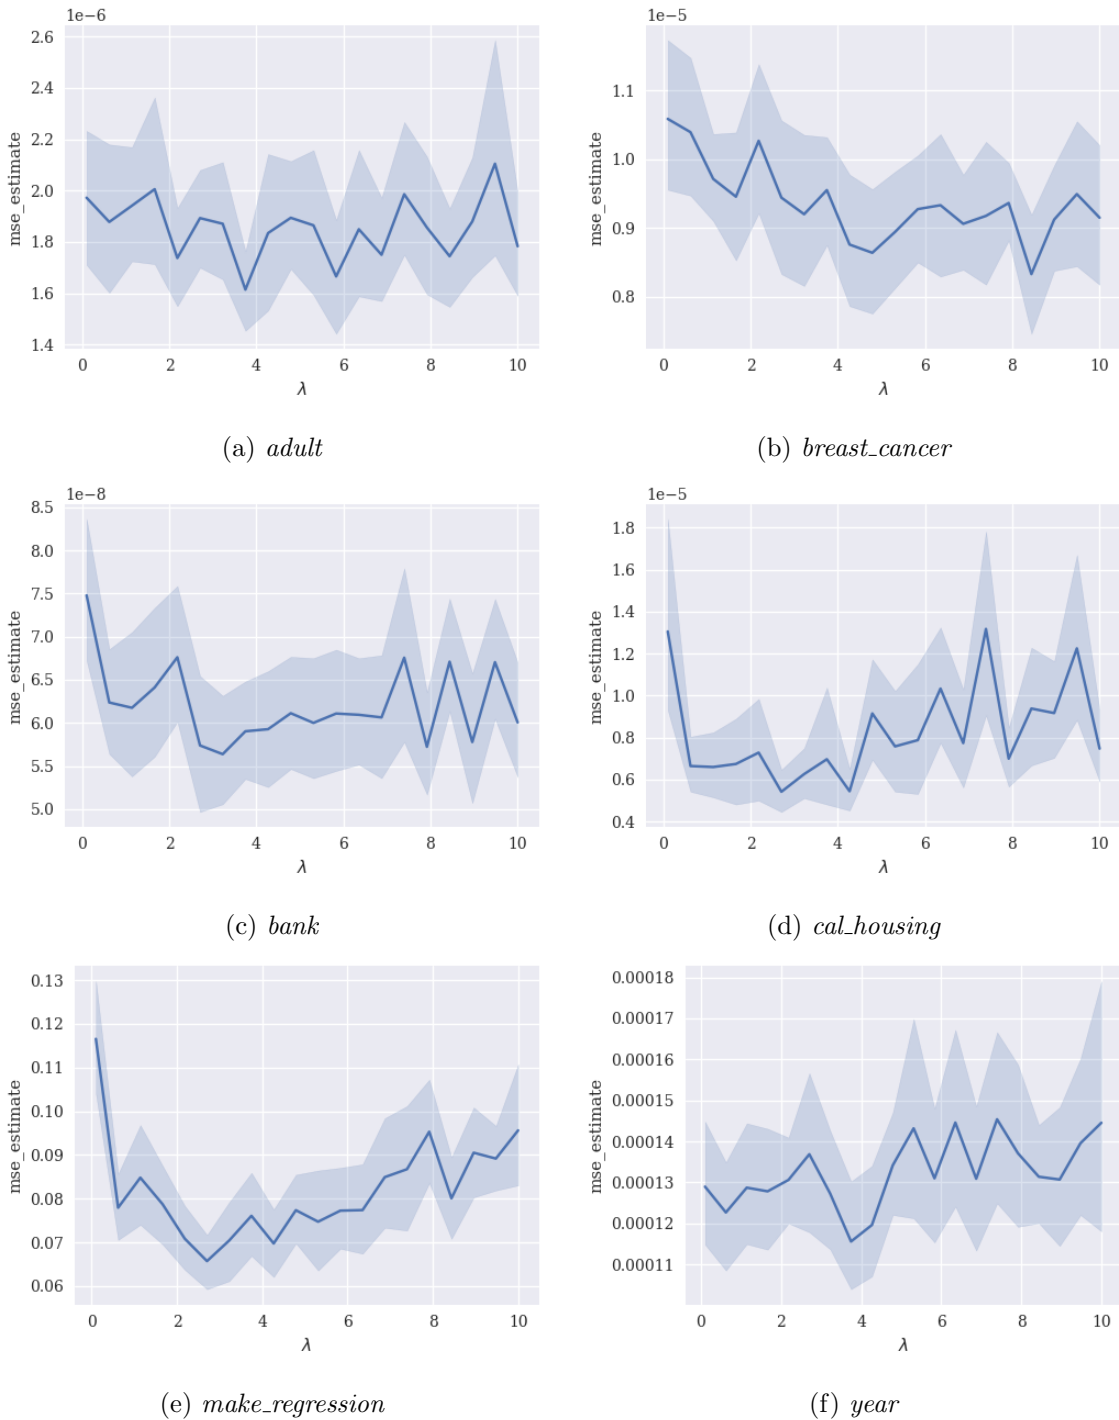 1e−6
2.6
2.4
2.2
2.0
1.8
1.6
1.4
mse_estimate
0 2 4 6 8 10
λ
(a) adult
1e−5
1.1
1.0
0.9
0.8
mse_estimate
0 2 4 6 8 10
λ
(b) breast_cancer
1e−8
8.5
8.0
7.5
7.0
6.5
6.0
5.5
5.0
mse_estimate
0 2 4 6 8 10
λ
(c) bank
1e−5
1.8
1.6
1.4
1.2
1.0
0.8
0.6
0.4
mse_estimate
0 2 4 6 8 10
λ
(d) cal_housing
0.13
0.12
0.11
0.10
0.09
0.08
0.07
0.06
mse_estimate
0 2 4 6 8 10
λ
(e) make_regression
0.00018
0.00017
0.00016
0.00015
0.00014
0.00013
0.00012
0.00011
mse_estimate
0 2 4 6 8 10
λ
(f) year